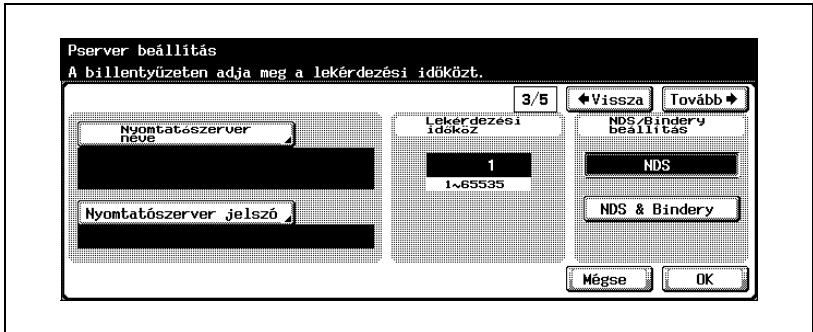 Pserver beállítás
A billentyűzeten adja meg a lekérdezési időközt.
3/5
Vissza
Tovább
Nyomtatószerver
neve
Lekérdezési
időköz
NDS/Bindery
beállítás
1
1~65535
NDS
Nyomtatószerver jelszó
NDS & Bindery
Mégse
OK